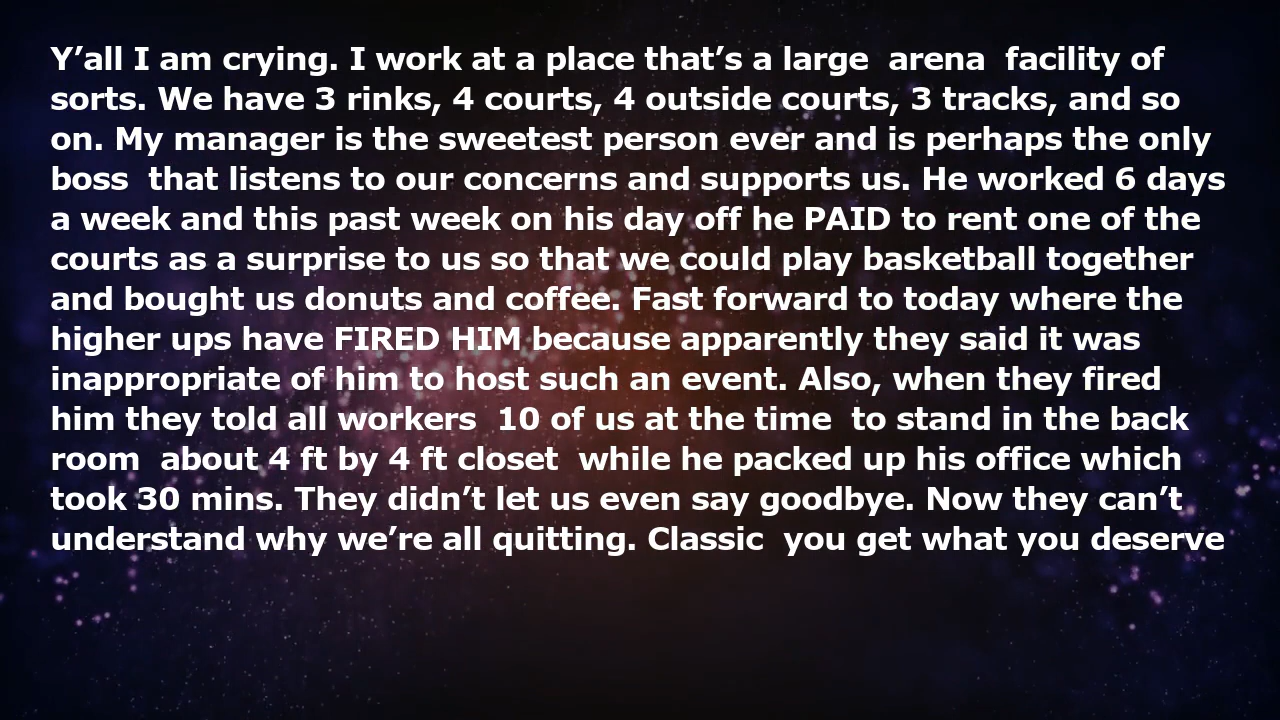 Y’all I am crying. I work at a place that’s a large  arena  facility of
sorts. We have 3 rinks, 4 courts, 4 outside courts, 3 tracks, and so
on. My manager is the sweetest person ever and is perhaps the only
boss  that listens to our concerns and supports us. He worked 6 days
a week and this past week on his day off he PAID to rent one of the
courts as a surprise to us so that we could play basketball together
and bought us donuts and coffee. Fast forward to today where the
higher ups have FIRED HIM because apparently they said it was
inappropriate of him to host such an event. Also, when they fired
him they told all workers  10 of us at the time  to stand in the back
room  about 4 ft by 4 ft closet  while he packed up his office which
took 30 mins. They didn’t let us even say goodbye. Now they can’t
understand why we’re all quitting. Classic  you get what you deserve